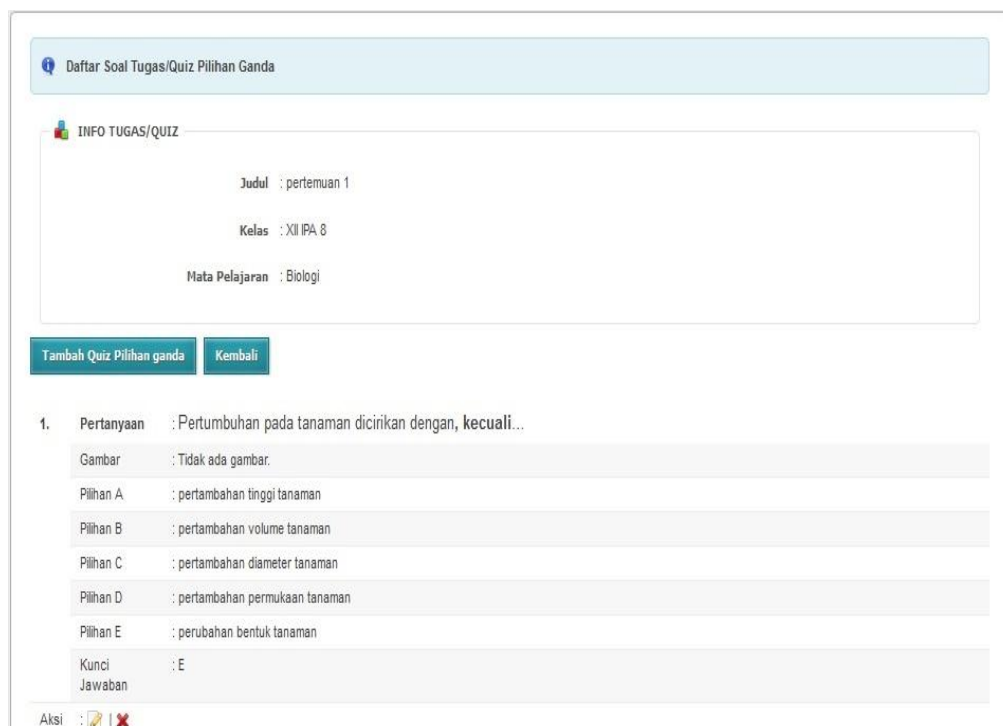 Daftar Soal Tugas/Quiz Pilihan Ganda
INFO TUGAS/QUIZ
Judul : pertemuan 1
Kelas : XII IPA 8
Mata Pelajaran : Biologi
Tambah Quiz Pilihan ganda Kembali
1. Pertanyaan : Pertumbuhan pada tanaman dicirikan dengan, kecuali...
Gambar : Tidak ada gambar.
Pilihan A : pertambahan tinggi tanaman
Pilihan B : pertambahan volume tanaman
Pilihan C : pertambahan diameter tanaman
Pilihan D : pertambahan permukaan tanaman
Pilihan E : perubahan bentuk tanaman
Kunci : E
Jawaban
Aksi : |